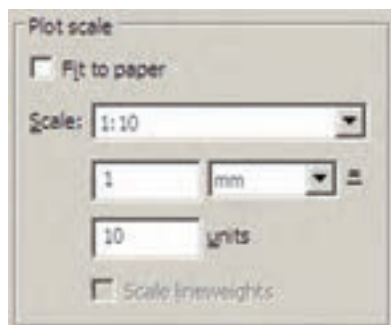 Plot scale
Fit to paper
Scale: 1:10
1 mm =
10 units
Scale lineweights